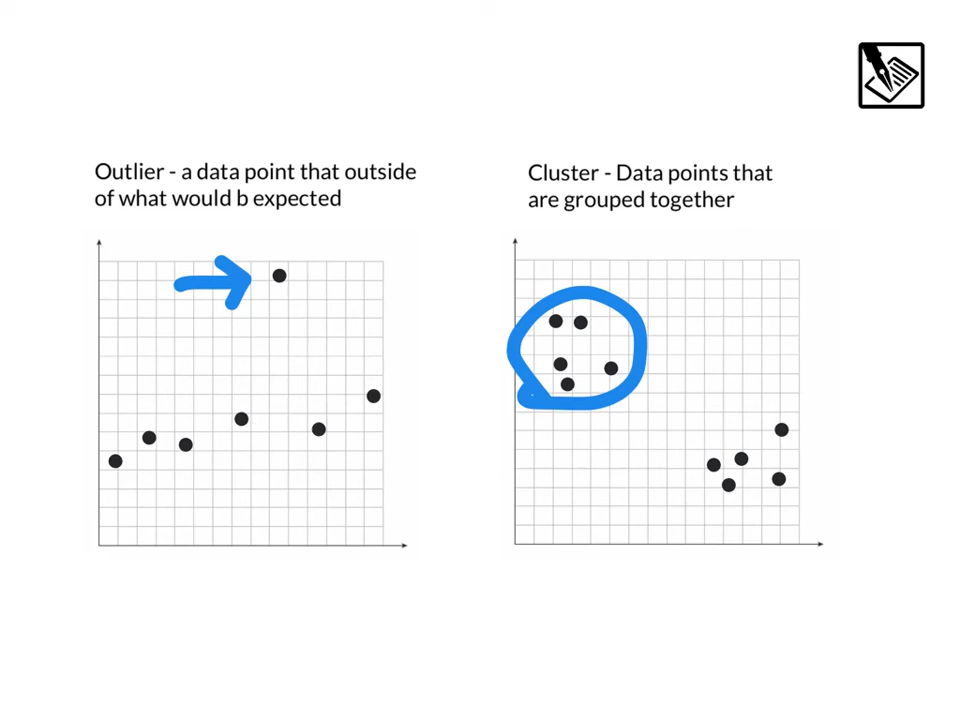 Outlier - a data point that outside
of what would b expected
Cluster - Data points that
are grouped together